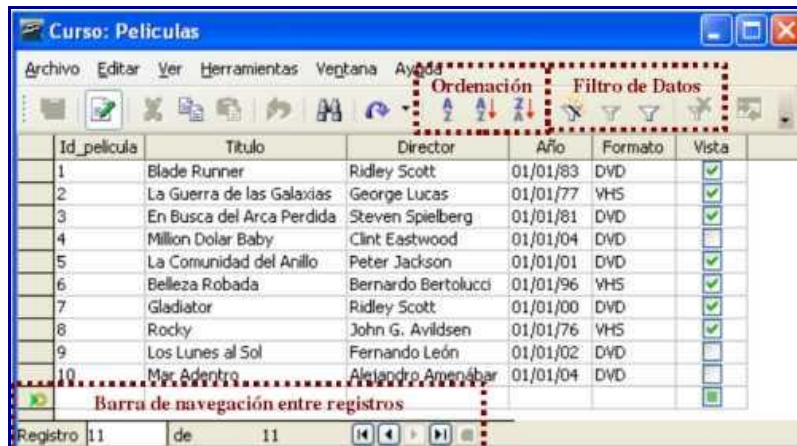 Curso: Peliculas
Archivo Editar Ver Herramientas Ventana Ayuda
Ordenación Filtro de Datos
Id_pelicula Titulo Director Año Formato Vista
1 Blade Runner Ridley Scott 01/01/83 DVD
2 La Guerra de las Galaxias George Lucas 01/01/77 VHS
3 En Busca del Arca Perdida Steven Spielberg 01/01/81 DVD
4 Million Dolar Baby Clint Eastwood 01/01/04 DVD
5 La Comunidad del Anillo Peter Jackson 01/01/01 DVD
6 Belleza Robada Bernardo Bertolucci 01/01/96 VHS
7 Gladiator Ridley Scott 01/01/00 DVD
8 Rocky John G. Avildsen 01/01/76 VHS
9 Los Lunes al Sol Fernando León 01/01/02 DVD
10 Mar Adentro Alejandro Amenábar 01/01/04 DVD
Barra de navegación entre registros
Registro 11 de 11